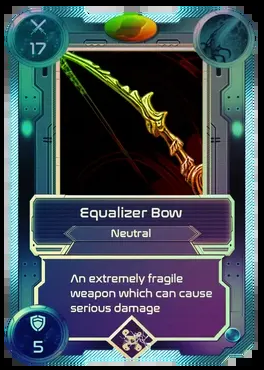 17
Equalizer Bow
Neutral
An extremely fragile
weapon which can cause
serious damage
5